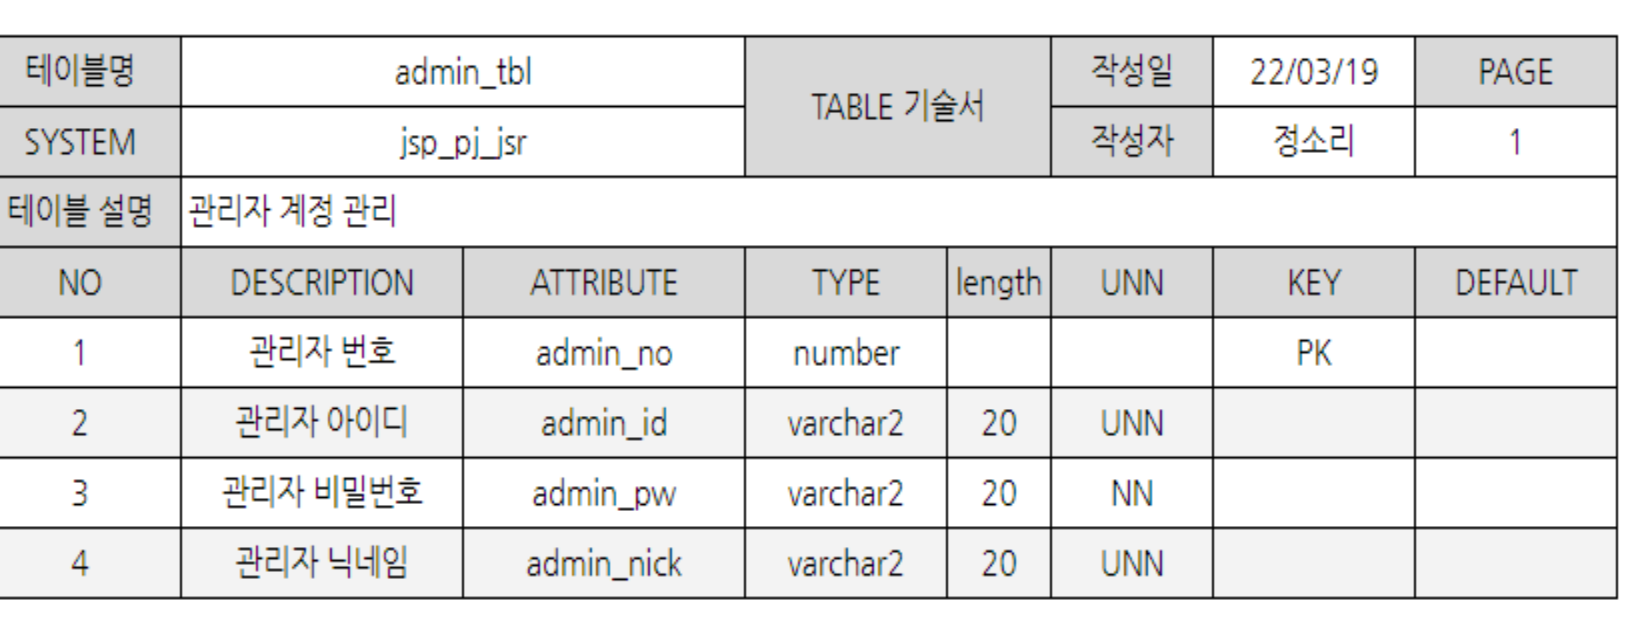 테이블명 admin_tbl TABLE 기술서 작성일 22/03/19 PAGE
SYSTEM jsp_pj_jsr 작성자 정소리 1
테이블 설명 관리자 계정 관리
NO DESCRIPTION ATTRIBUTE TYPE length UNN KEY DEFAULT
1 관리자 번호 admin_no number PK
2 관리자 아이디 admin_id varchar2 20 UNN
3 관리자 비밀번호 admin_pw varchar2 20 NN
4 관리자 닉네임 admin_nick varchar2 20 UNN